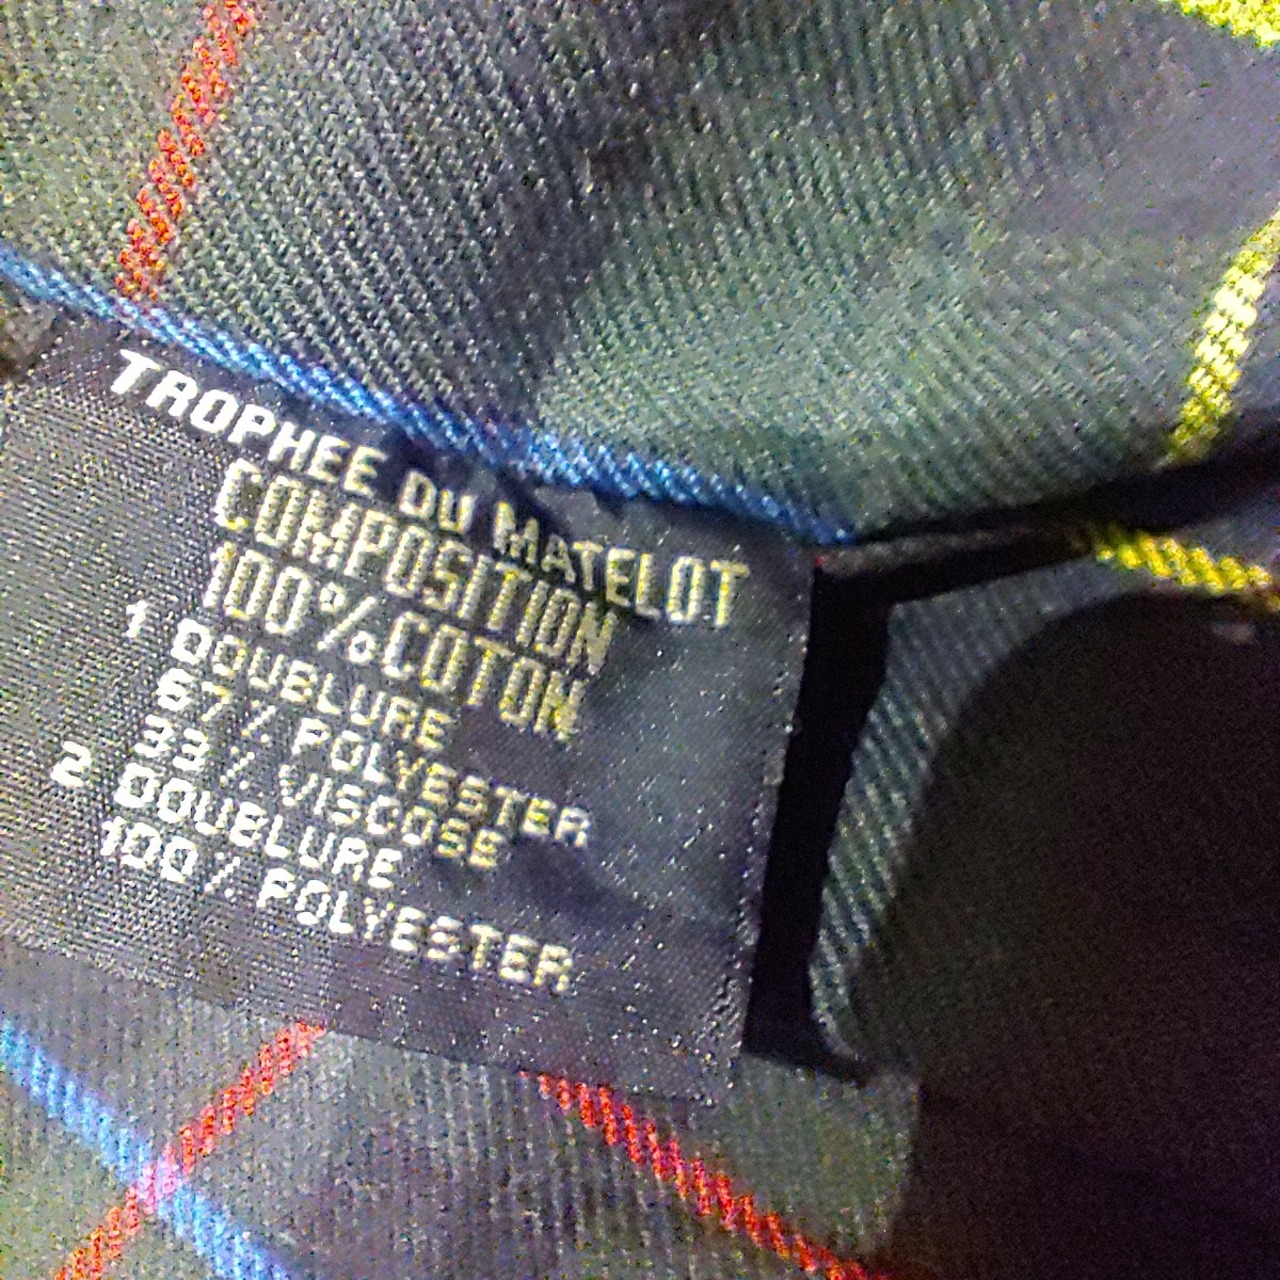 TROPHEE DU MATELOT
COMPOSITION
100% COTON
1 DOUBLURE
67% POLYESTER
33% VISCOSE
2 DOUBLURE
100% POLYESTER